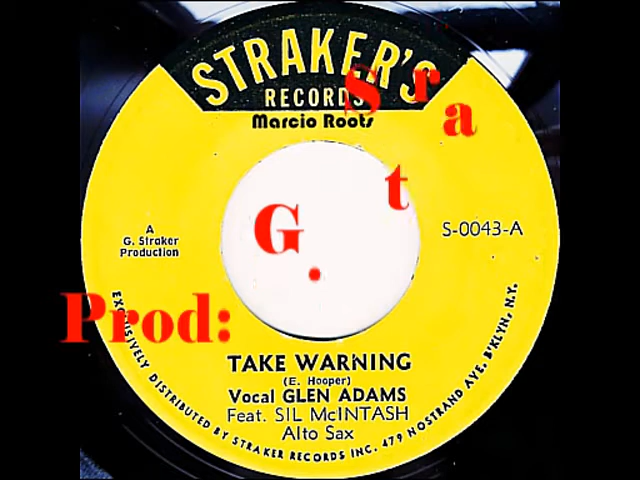 STRAKER'S
RECORDS
Marcio Roots
S r
a
t
G.
S-0043-A
A
G. Straker
Production
Prod:
TAKE WARNING
(E. Hooper)
Vocal GLEN ADAMS
Feat. SIL McINTASH
Alto Sax
EXCLUSIVELY DISTRIBUTED BY STRAKER RECORDS INC. 479 NOSTRAND AVE. B'KLYN, N.Y.